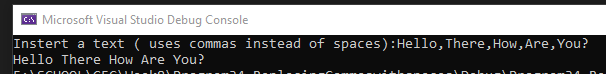 Microsoft Visual Studio Debug Console
Instert a text ( uses commas instead of spaces):Hello,There,How,Are,You?
Hello There How Are You?